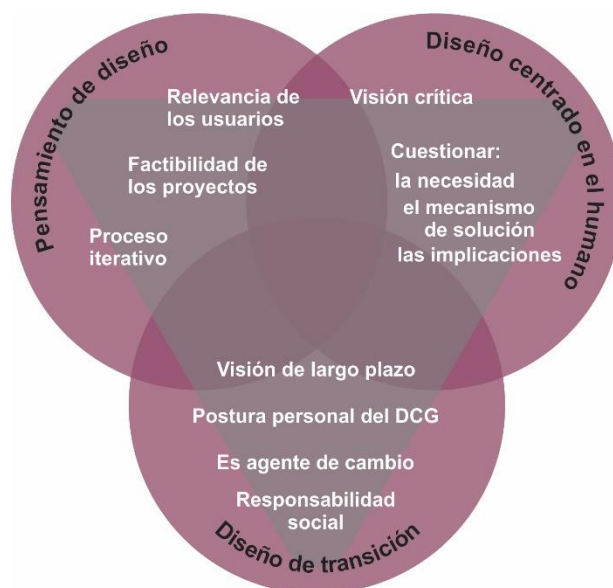 Pensamiento de diseño
Relevancia de
los usuarios
Factibilidad de
los proyectos
Proceso
iterativo
Diseño centrado en el humano
Visión crítica
Cuestionar:
la necesidad
el mecanismo
de solución
las implicaciones
Visión de largo plazo
Postura personal del DCG
Es agente de cambio
Responsabilidad
social
Diseño de transición